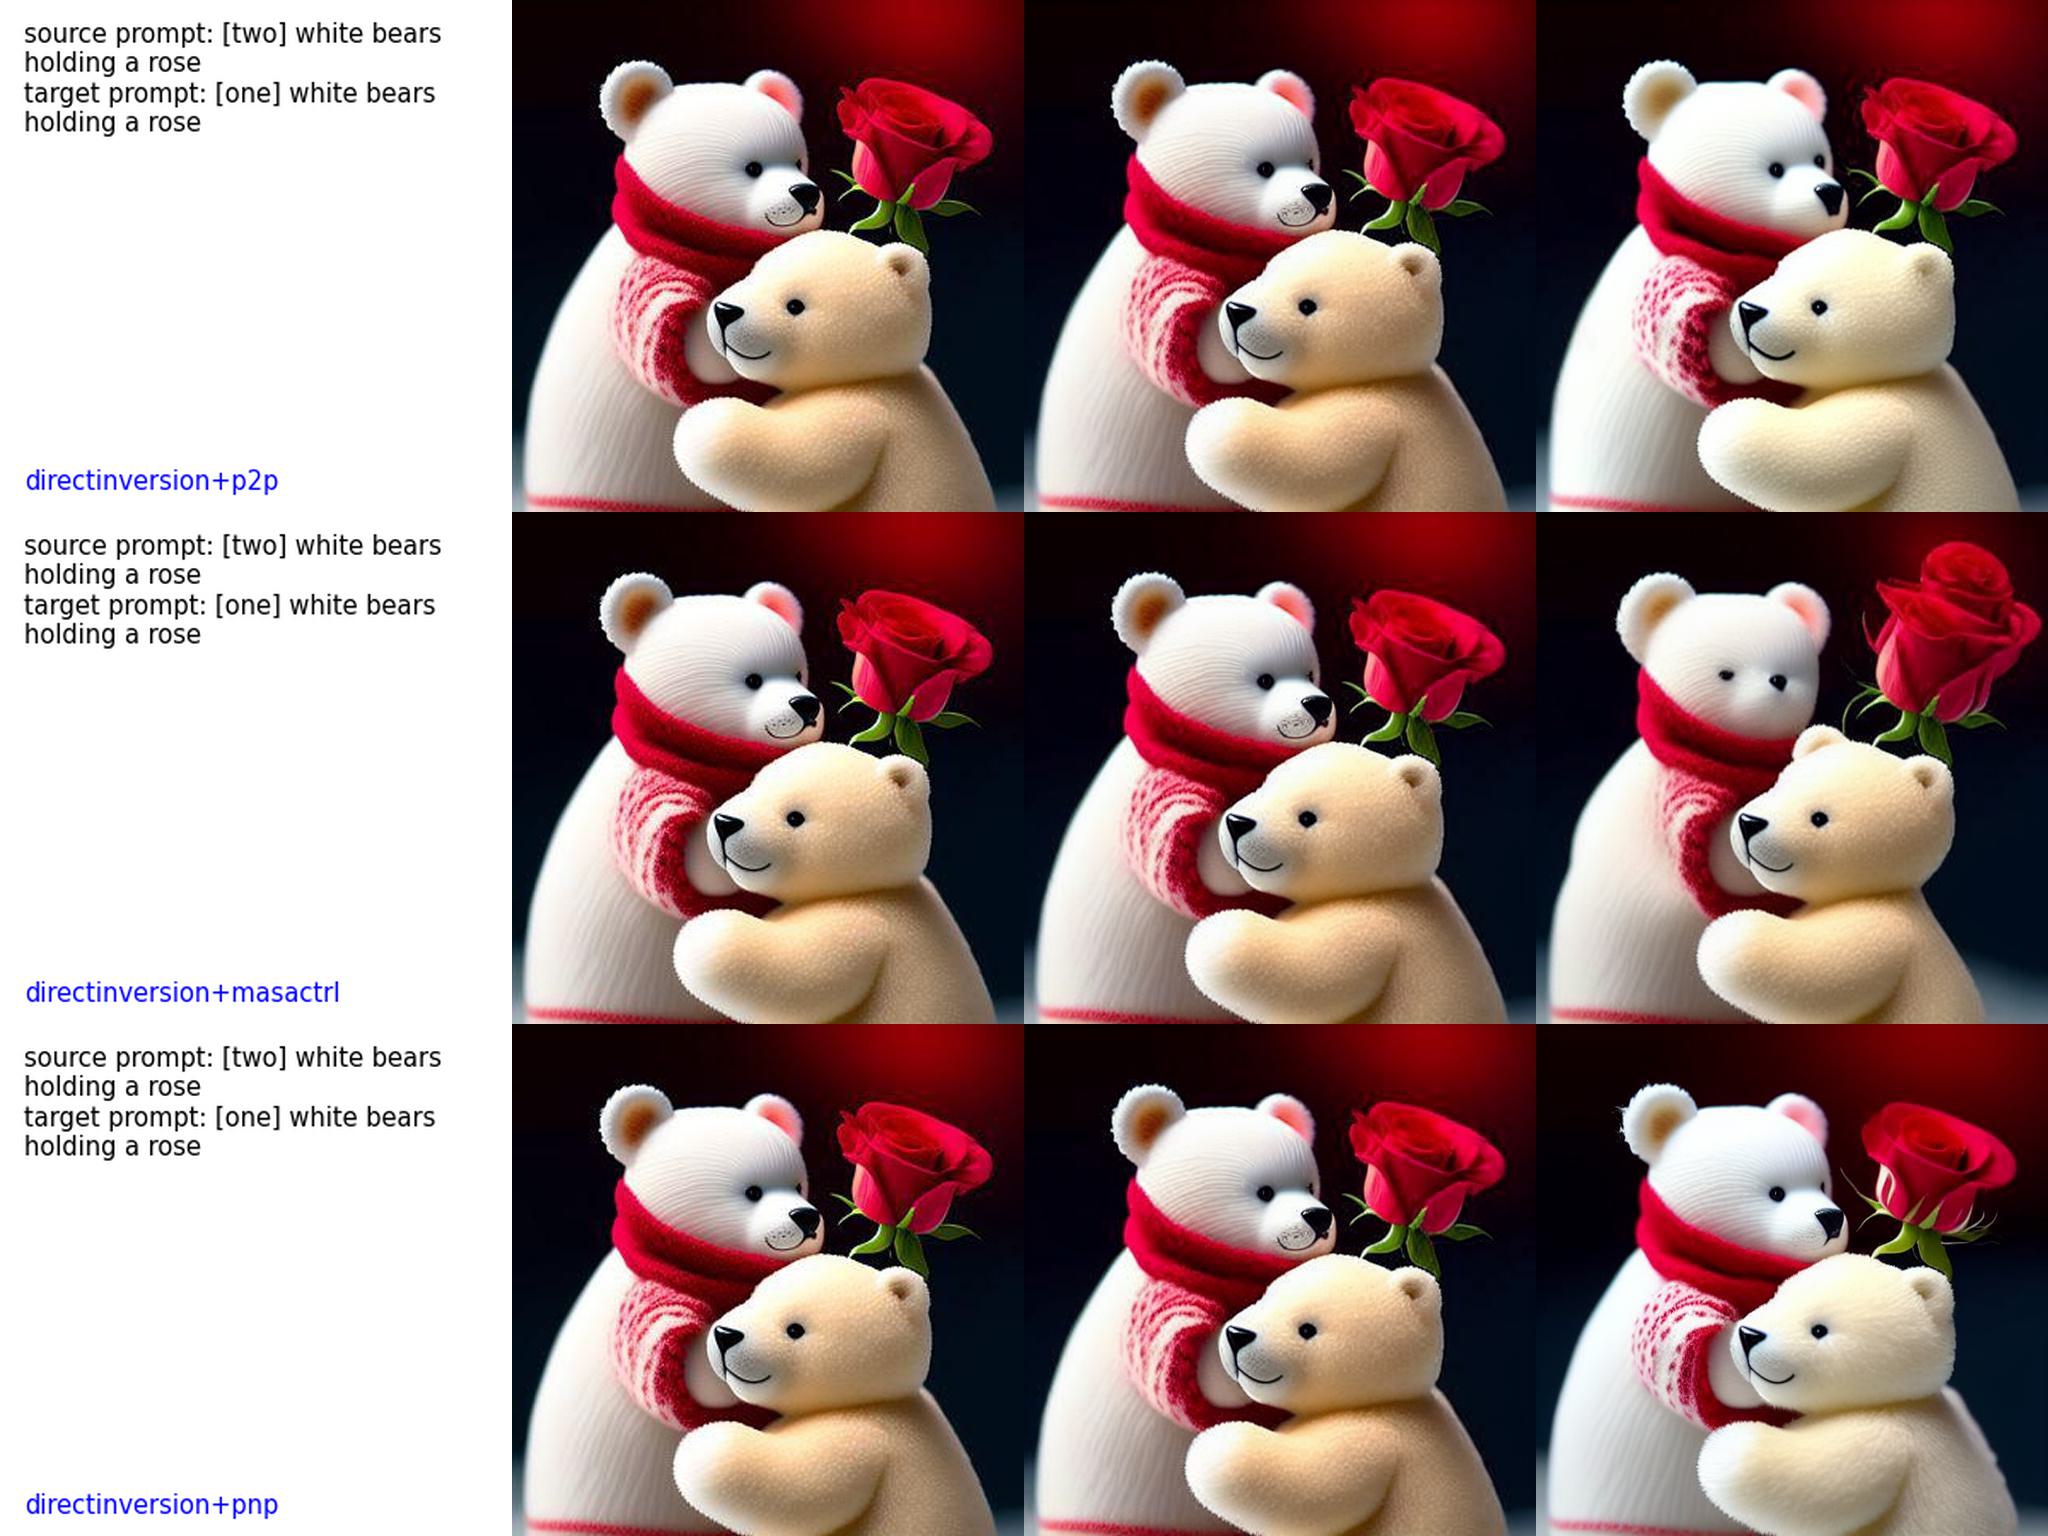 source prompt: [two] white bears
holding a rose
target prompt: [one] white bears
holding a rose
directinversion+p2p
source prompt: [two] white bears
holding a rose
target prompt: [one] white bears
holding a rose
directinversion+masactrl
source prompt: [two] white bears
holding a rose
target prompt: [one] white bears
holding a rose
directinversion+pnp